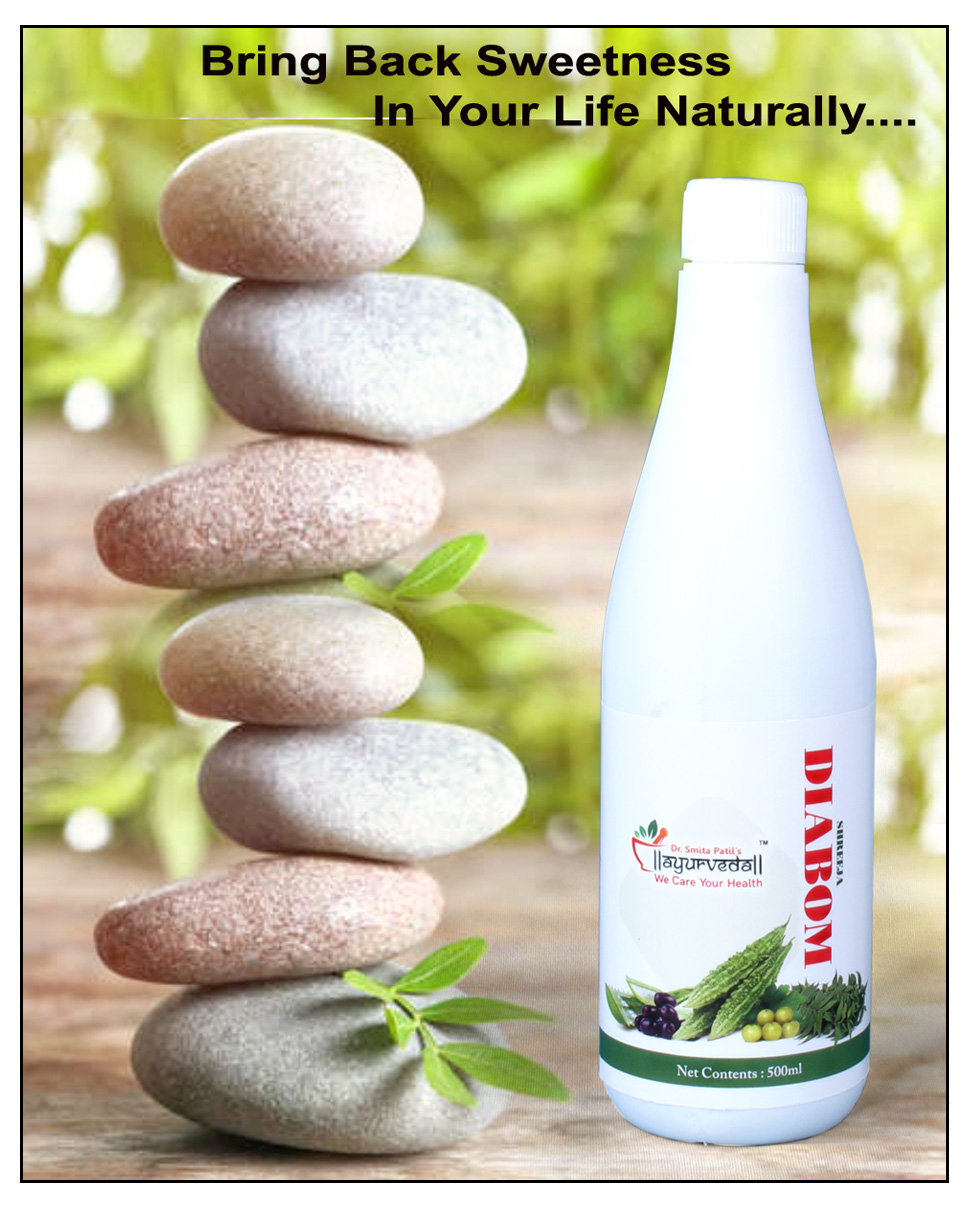 Bring Back Sweetness
In Your Life Naturally....
Dr. Smita Patil's
||ayurveda|| TM
We Care Your Health
SHREEJA
DIABOM
Net Contents : 500ml